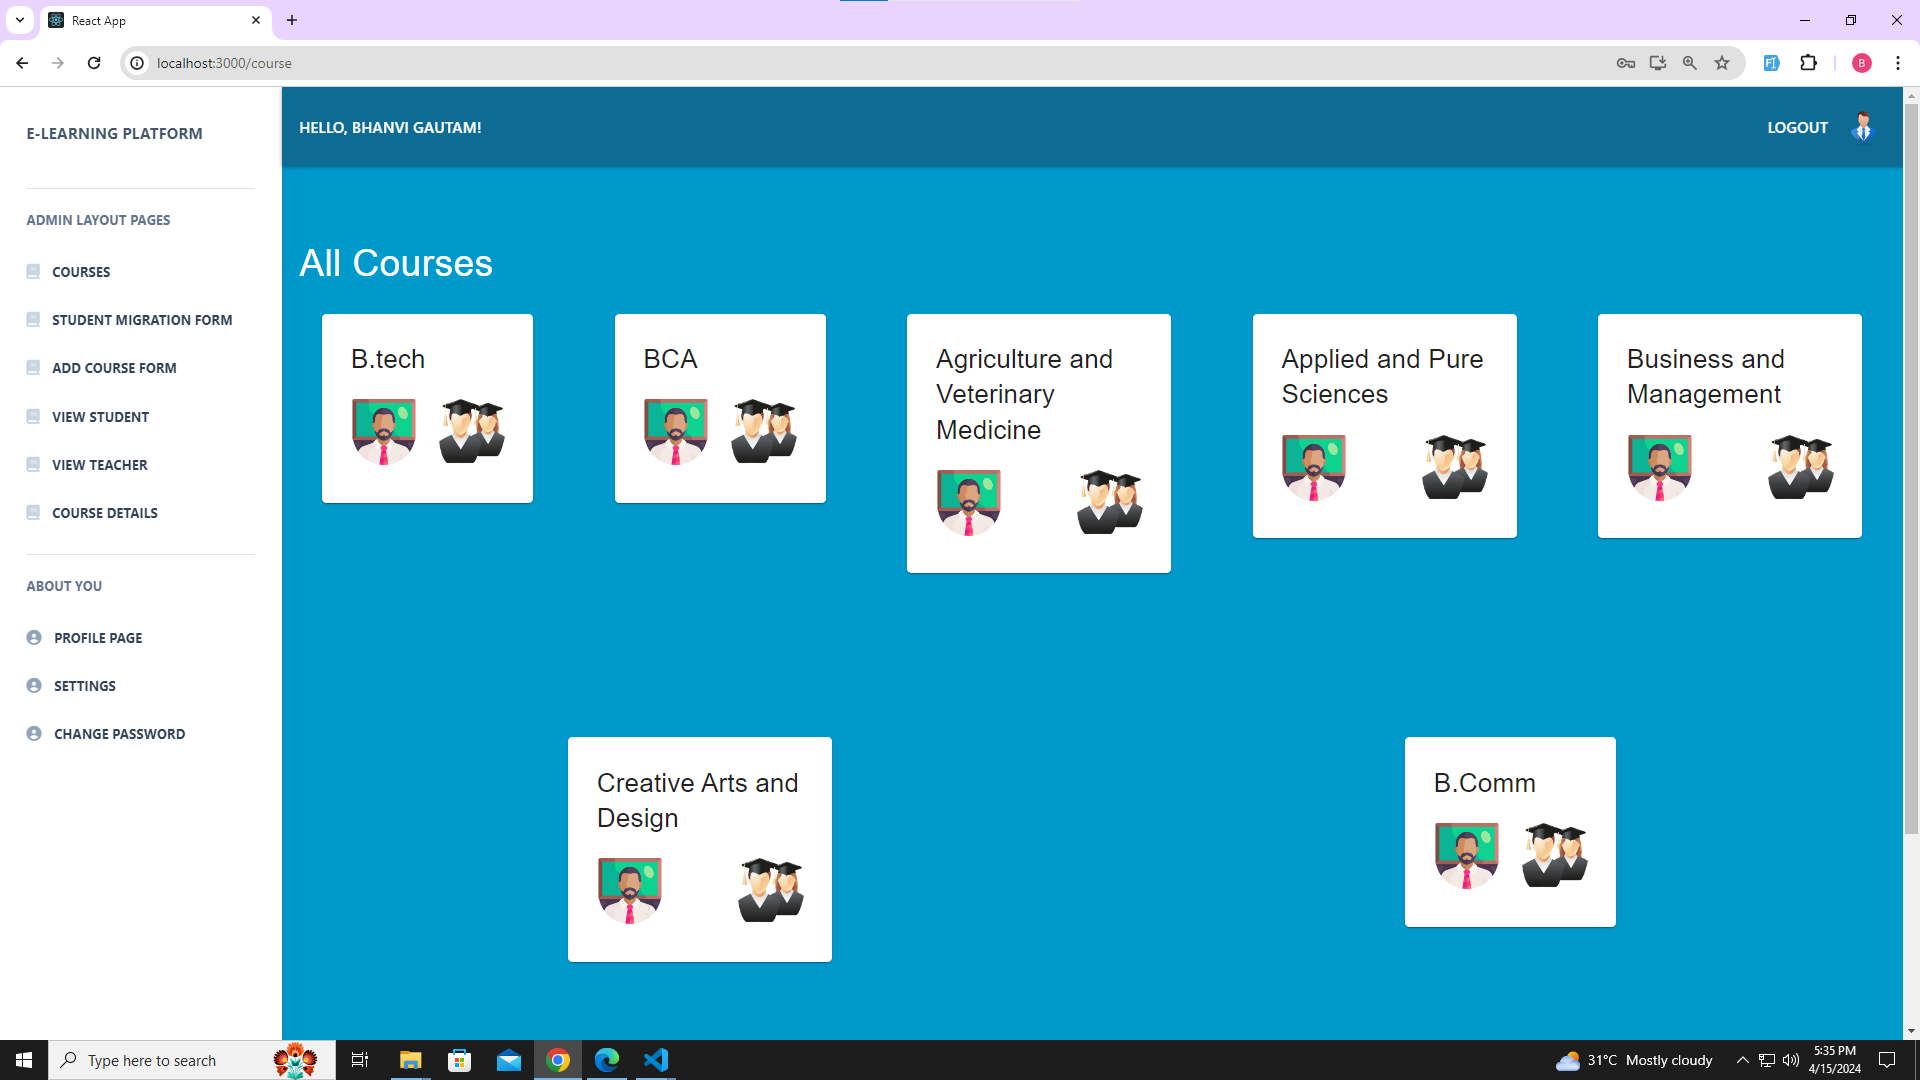 React App
localhost:3000/course
B
E-LEARNING PLATFORM
HELLO, BHANVI GAUTAM!
LOGOUT
ADMIN LAYOUT PAGES
COURSES
STUDENT MIGRATION FORM
ADD COURSE FORM
VIEW STUDENT
VIEW TEACHER
COURSE DETAILS
ABOUT YOU
PROFILE PAGE
SETTINGS
CHANGE PASSWORD
All Courses
B.tech
BCA
Agriculture and
Veterinary
Medicine
Applied and Pure
Sciences
Business and
Management
Creative Arts and
Design
B.Comm
Type here to search
31°C Mostly cloudy
5:35 PM
4/15/2024